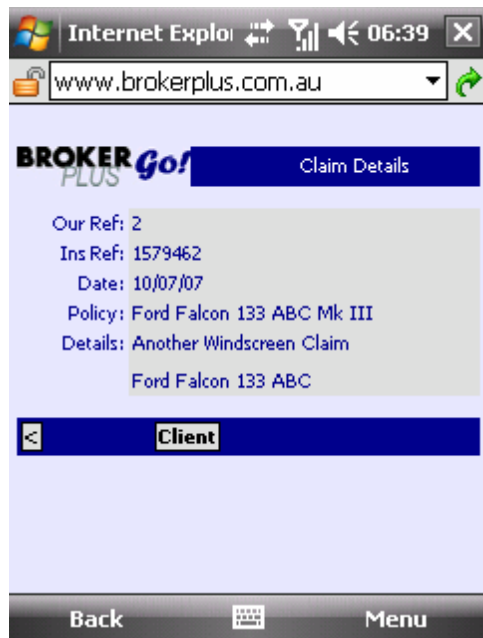 Internet Explo 06:39
www.brokerplus.com.au
BROKER PLUS Go! Claim Details
Our Ref: 2
Ins Ref: 1579462
Date: 10/07/07
Policy: Ford Falcon 133 ABC Mk III
Details: Another Windscreen Claim
Ford Falcon 133 ABC
< Client
Back Menu